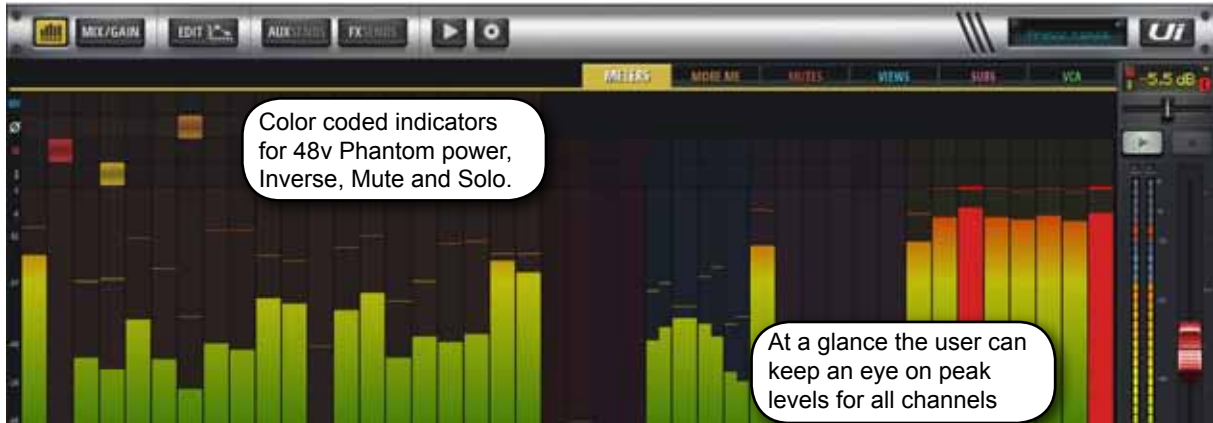 MIX/GAIN EDIT AUXSENDS FXSENDS Ui
METERS MORE ME MUTES VIEWS SUBS VCA -5.5 dB
Color coded indicators
for 48v Phantom power,
Inverse, Mute and Solo.
At a glance the user can
keep an eye on peak
levels for all channels